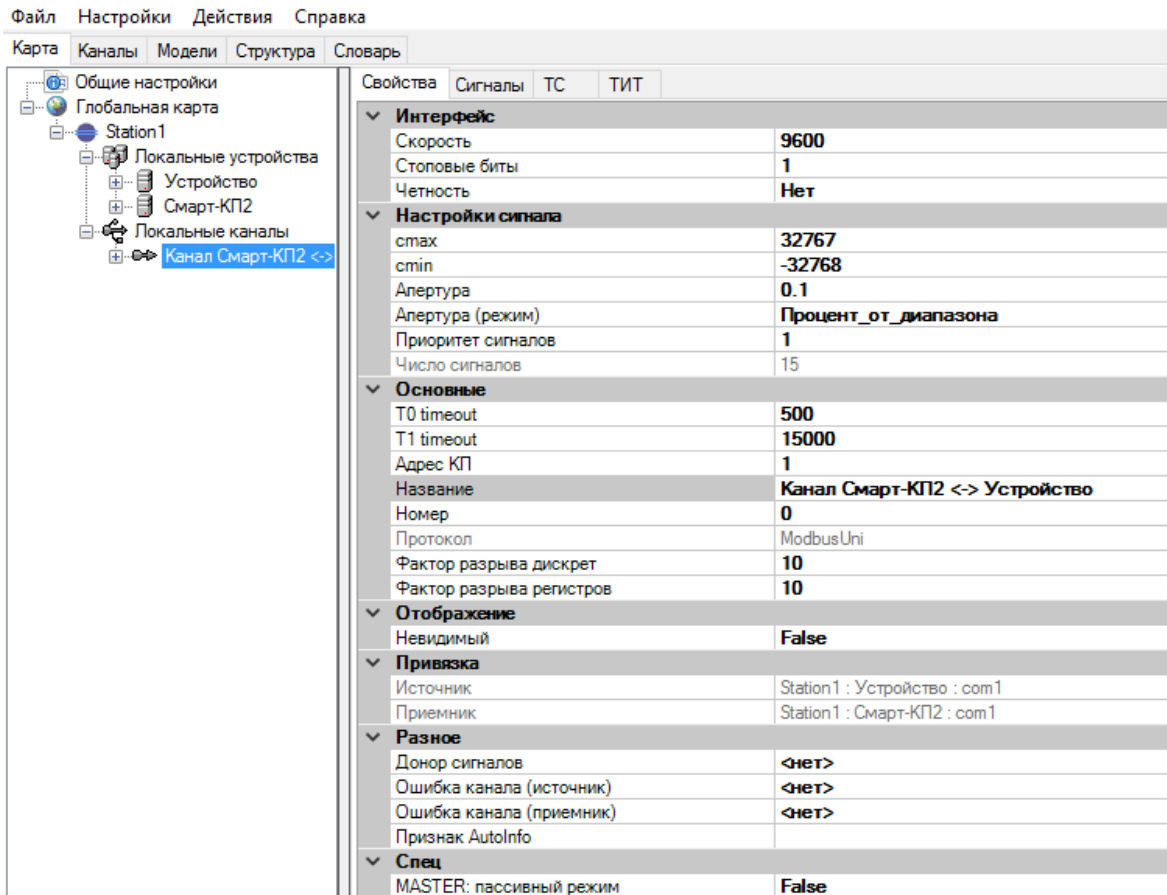 Файл Настройки Действия Справка
Карта Каналы Модели Структура Словарь
Общие настройки
Глобальная карта
Station1
Локальные устройства
Устройство
Смарт-КП2
Локальные каналы
Канал Смарт-КП2 <->
Свойства Сигналы ТС ТИТ
Интерфейс
Скорость 9600
Стоповые биты 1
Четность Нет
Настройки сигнала
cmax 32767
cmin -32768
Апертура 0.1
Апертура (режим) Процент_от_диапазона
Приоритет сигналов 1
Число сигналов 15
Основные
T0 timeout 500
T1 timeout 15000
Адрес КП 1
Название Канал Смарт-КП2 <-> Устройство
Номер 0
Протокол ModbusUni
Фактор разрыва дискрет 10
Фактор разрыва регистров 10
Отображение
Невидимый False
Привязка
Источник Station1 : Устройство : com1
Приемник Station1 : Смарт-КП2 : com1
Разное
Донор сигналов <нет>
Ошибка канала (источник) <нет>
Ошибка канала (приемник) <нет>
Признак AutoInfo
Спец
MASTER: пассивный режим False